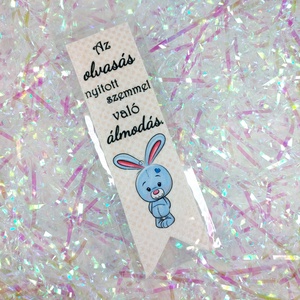 Az
olvasás
nyitott
szemmel
való
álmodás.